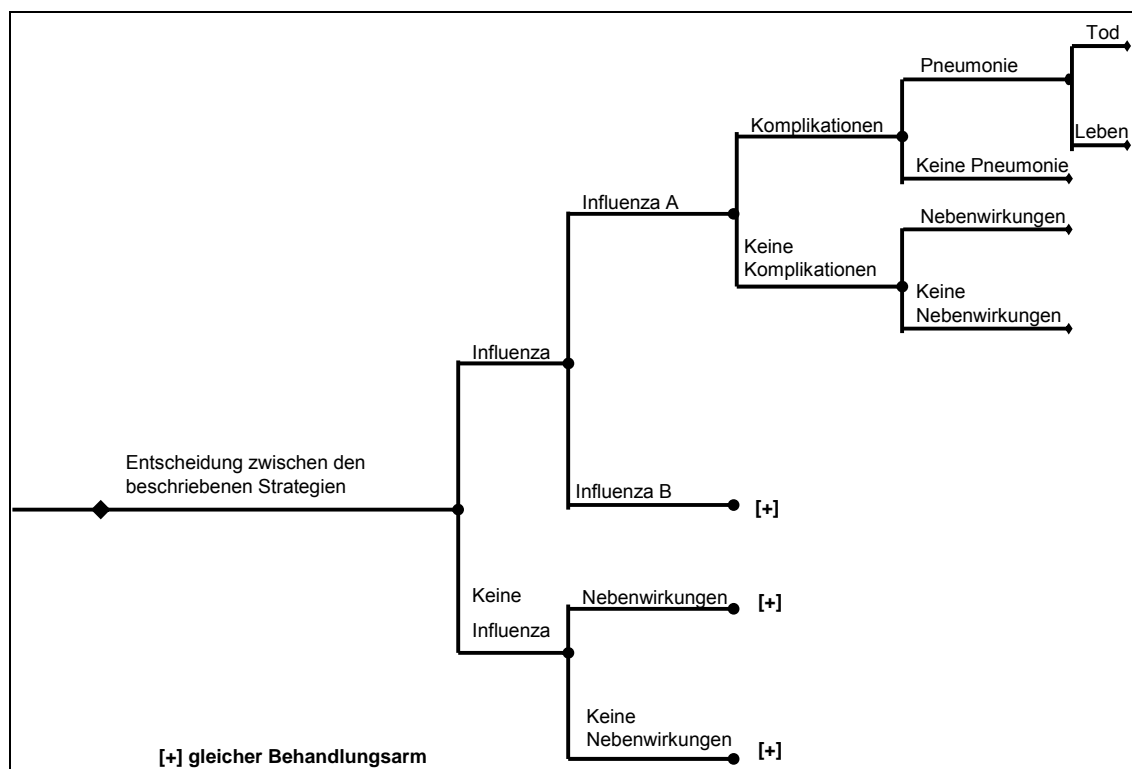 Tod
Pneumonie
Komplikationen
Leben
Keine Pneumonie
Influenza A
Nebenwirkungen
Keine
Komplikationen
Keine
Nebenwirkungen
Influenza
Entscheidung zwischen den
beschriebenen Strategien
Influenza B
[+]
Keine
Influenza
Nebenwirkungen
[+]
Keine
Nebenwirkungen
[+]
[+] gleicher Behandlungsarm